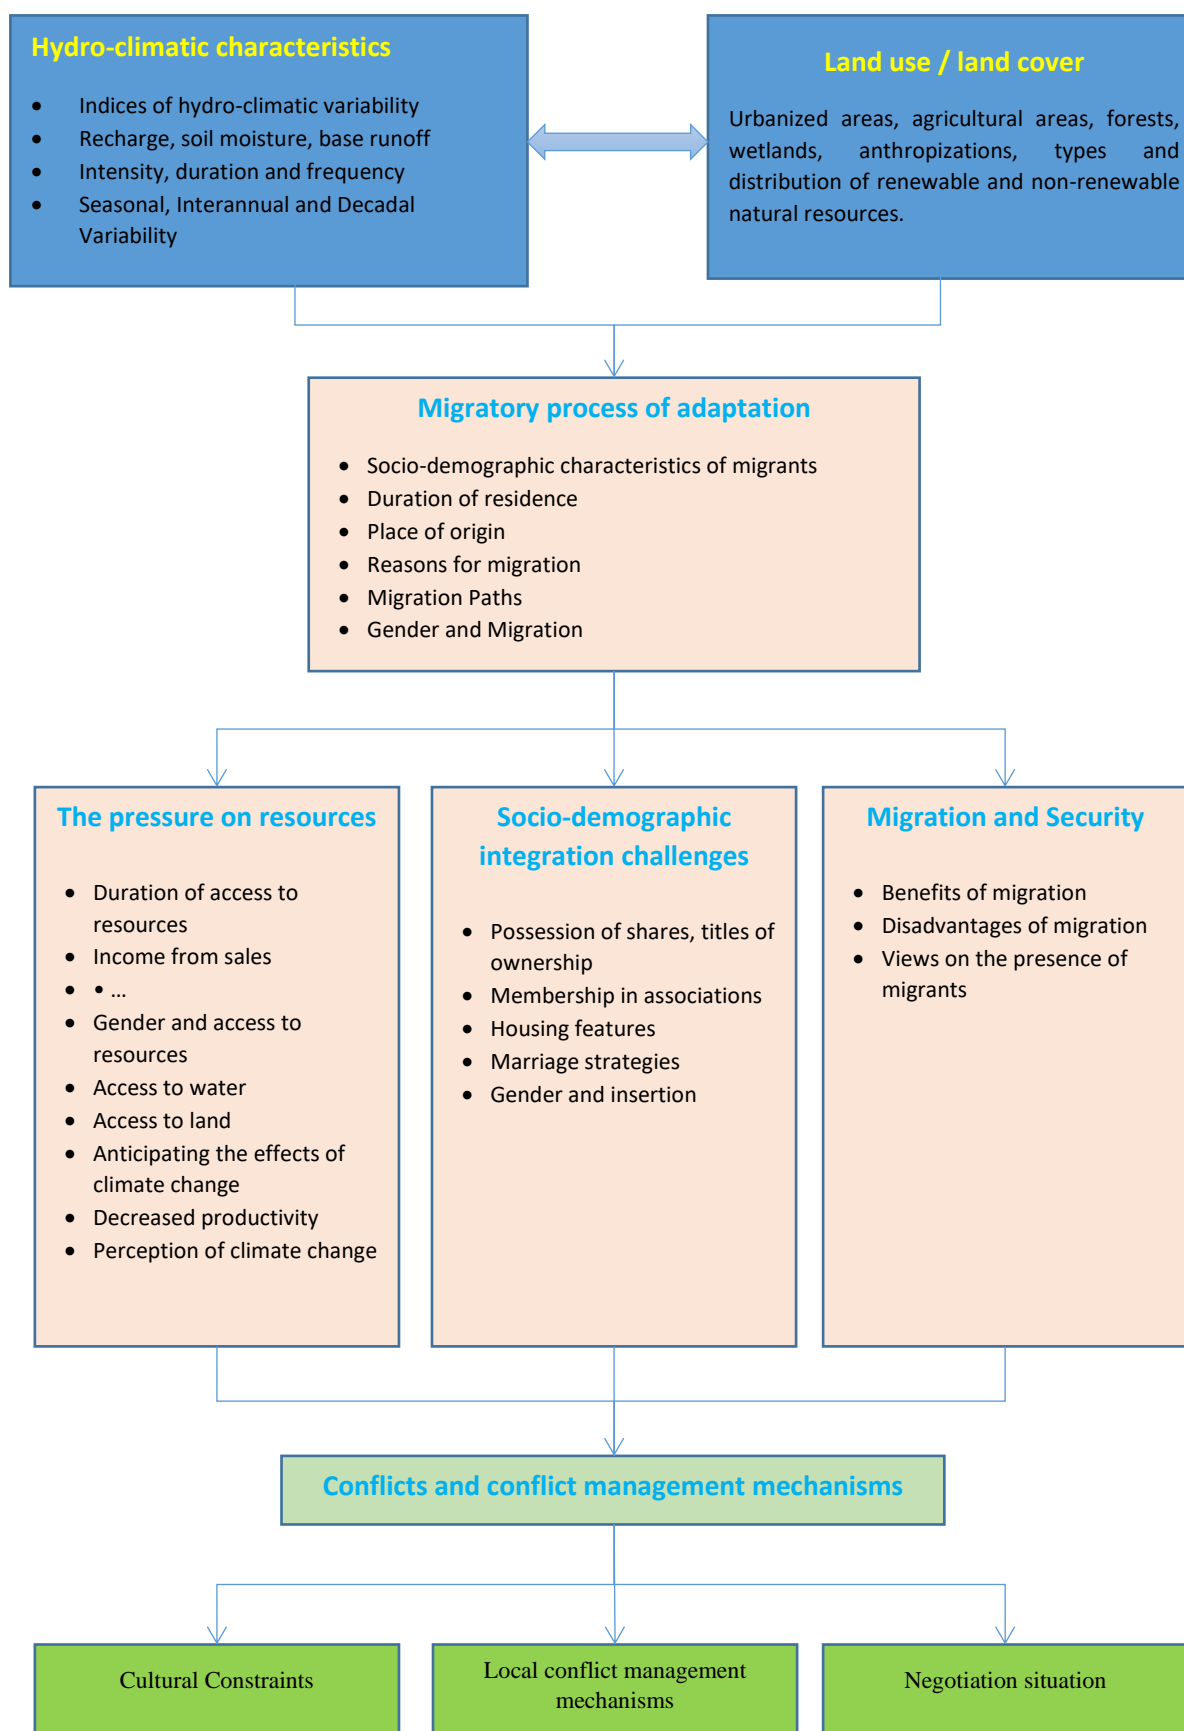 Hydro-climatic characteristics
• Indices of hydro-climatic variability
• Recharge, soil moisture, base runoff
• Intensity, duration and frequency
• Seasonal, Interannual and Decadal
Variability
Land use / land cover
Urbanized areas, agricultural areas, forests,
wetlands, anthropizations, types and
distribution of renewable and non-renewable
natural resources.
Migratory process of adaptation
• Socio-demographic characteristics of migrants
• Duration of residence
• Place of origin
• Reasons for migration
• Migration Paths
• Gender and Migration
The pressure on resources
• Duration of access to
resources
• Income from sales
• • ...
• Gender and access to
resources
• Access to water
• Access to land
• Anticipating the effects of
climate change
• Decreased productivity
• Perception of climate change
Socio-demographic
integration challenges
• Possession of shares, titles of
ownership
• Membership in associations
• Housing features
• Marriage strategies
• Gender and insertion
Migration and Security
• Benefits of migration
• Disadvantages of migration
• Views on the presence of
migrants
Conflicts and conflict management mechanisms
Cultural Constraints
Local conflict management
mechanisms
Negotiation situation